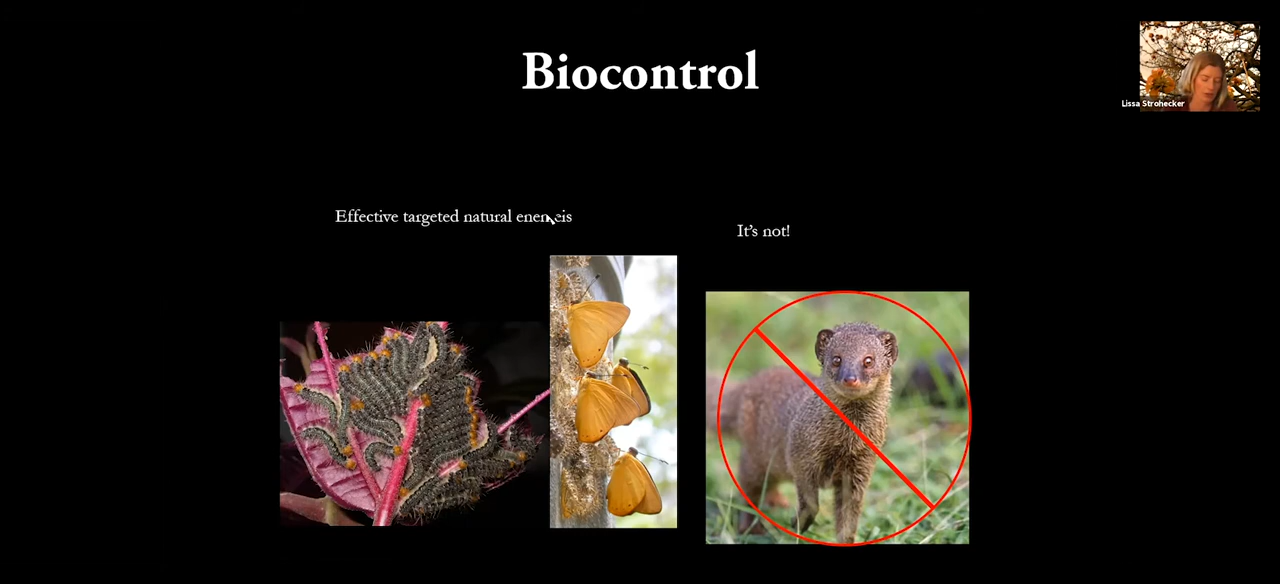 Biocontrol
Lissa Strohecker
Effective targeted natural enemeis
It's not!